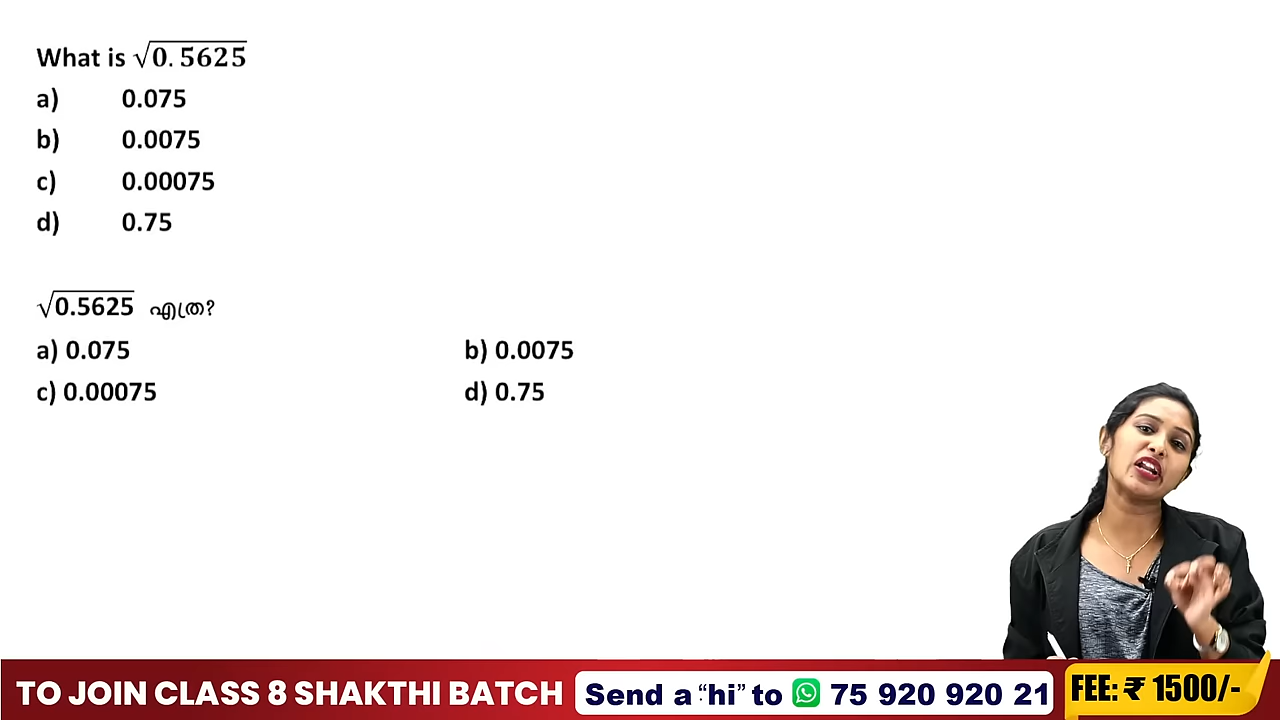 What is √0.5625
a) 0.075
b) 0.0075
c) 0.00075
d) 0.75
√0.5625 എത്ര?
a) 0.075 b) 0.0075
c) 0.00075 d) 0.75
TO JOIN CLASS 8 SHAKTHI BATCH Send a “hi” to 75 920 920 21 FEE: ₹ 1500/-